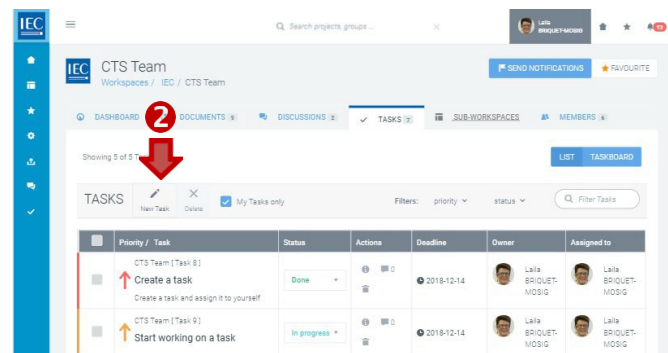 IEC
Search projects, groups ...
Laila
BRIQUET-MOSIG
IEC
CTS Team
Workspaces / IEC / CTS Team
SEND NOTIFICATIONS
FAVOURITE
DASHBOARD
2
DOCUMENTS
DISCUSSIONS
TASKS
SUB-WORKSPACES
MEMBERS
Showing 5 of 5 T
LIST
TASKBOARD
TASKS
New Task
Delete
My Tasks only
Filters:
priority
status
Filter Tasks
Priority / Task
Status
Actions
Deadline
Owner
Assigned to
CTS Team [Task 8]
Create a task
Create a task and assign it to yourself
Done
0
2018-12-14
Laila
BRIQUET-
MOSIG
Laila
BRIQUET-
MOSIG
CTS Team [Task 9]
Start working on a task
In progress
0
2018-12-14
Laila
BRIQUET-
MOSIG
Laila
BRIQUET-
MOSIG